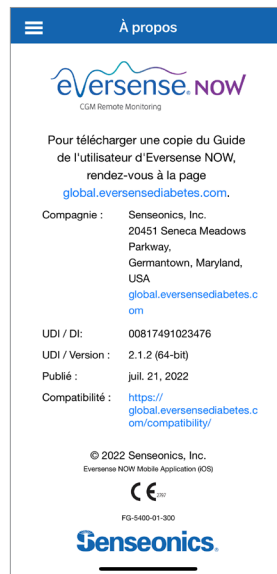 À propos
eversense. NOW
CGM Remote Monitoring
Pour télécharger une copie du Guide
de l'utilisateur d'Eversense NOW,
rendez-vous à la page
global.eversensediabetes.com.
Compagnie : Senseonics, Inc.
20451 Seneca Meadows
Parkway,
Germantown, Maryland,
USA
global.eversensediabetes.c
om
UDI / DI: 00817491023476
UDI / Version : 2.1.2 (64-bit)
Publié : juil. 21, 2022
Compatibilité : https://
global.eversensediabetes.c
om/compatibility/
© 2022 Senseonics, Inc.
Eversense NOW Mobile Application (iOS)
CE 2797
FG-5400-01-300
Senseonics.